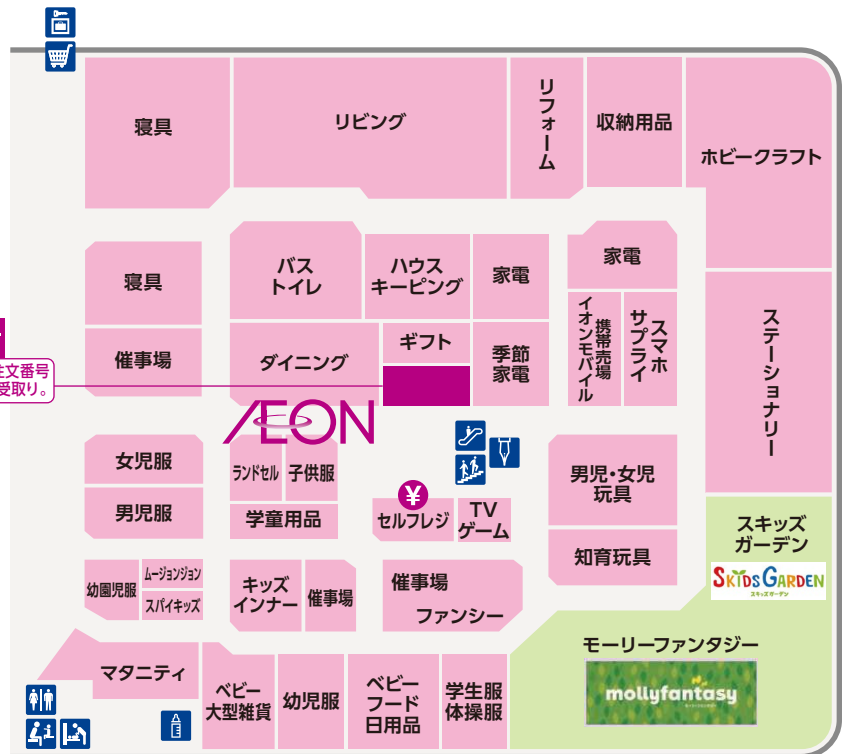 寝具
リビング
リフォーム
収納用品
ホビークラフト
寝具
バス
トイレ
ハウス
キーピング
家電
家電
催事場
ダイニング
ギフト
季節
家電
イオンモバイル
携帯売場
スマホ
サプライ
ステーショナリー
注文番号
受取り。
ÆON
女児服
男児服
ランドセル
子供服
学童用品
¥
セルフレジ
TV
ゲーム
男児・女児
玩具
知育玩具
スキッズ
ガーデン
SKIDS GARDEN
スキッズガーデン
幼園児服
ムージョンジョン
スパイキッズ
キッズ
インナー
催事場
催事場
ファンシー
モーリーファンタジー
mollyfantasy
マタニティ
ベビー
大型雑貨
幼児服
ベビー
フード
日用品
学生服
体操服